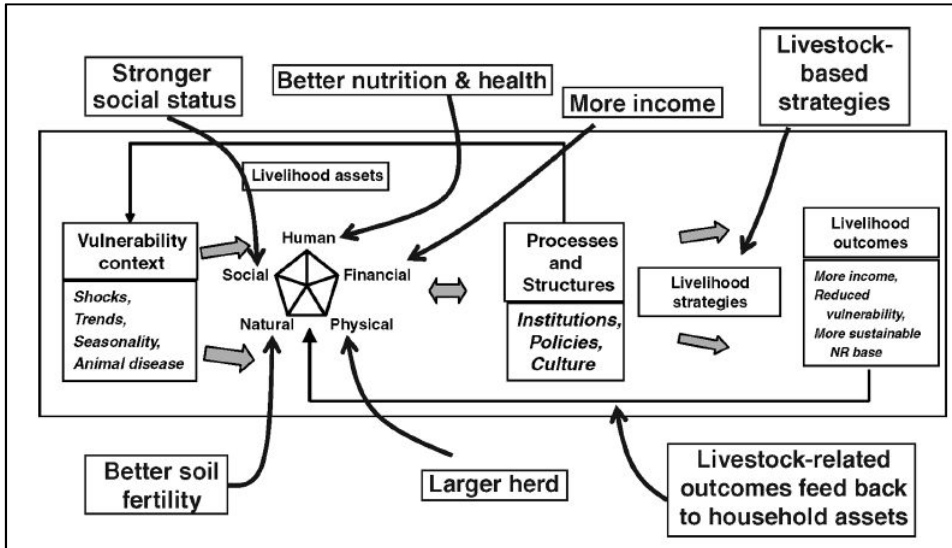 Stronger
social status
Better nutrition & health
More income
Livestock-
based
strategies
Livelihood assets
Vulnerability
context
Shocks,
Trends,
Seasonality,
Animal disease
Human
Social
Financial
Natural
Physical
Processes
and
Structures
Institutions,
Policies,
Culture
Livelihood
strategies
Livelihood
outcomes
More income,
Reduced
vulnerability,
More sustainable
NR base
Better soil
fertility
Larger herd
Livestock-related
outcomes feed back
to household assets